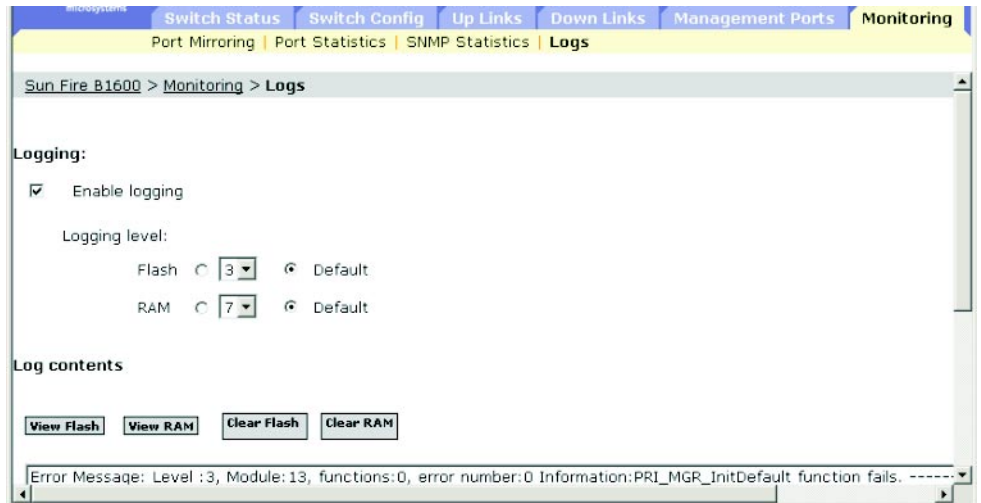 microsystems
Switch Status Switch Config Up Links Down Links Management Ports Monitoring
Port Mirroring | Port Statistics | SNMP Statistics | Logs
Sun Fire B1600 > Monitoring > Logs
Logging:
Enable logging
Logging level:
Flash 3 Default
RAM 7 Default
Log contents
View Flash View RAM Clear Flash Clear RAM
Error Message: Level :3, Module:13, functions:0, error number:0 Information:PRI_MGR_InitDefault function fails. ------